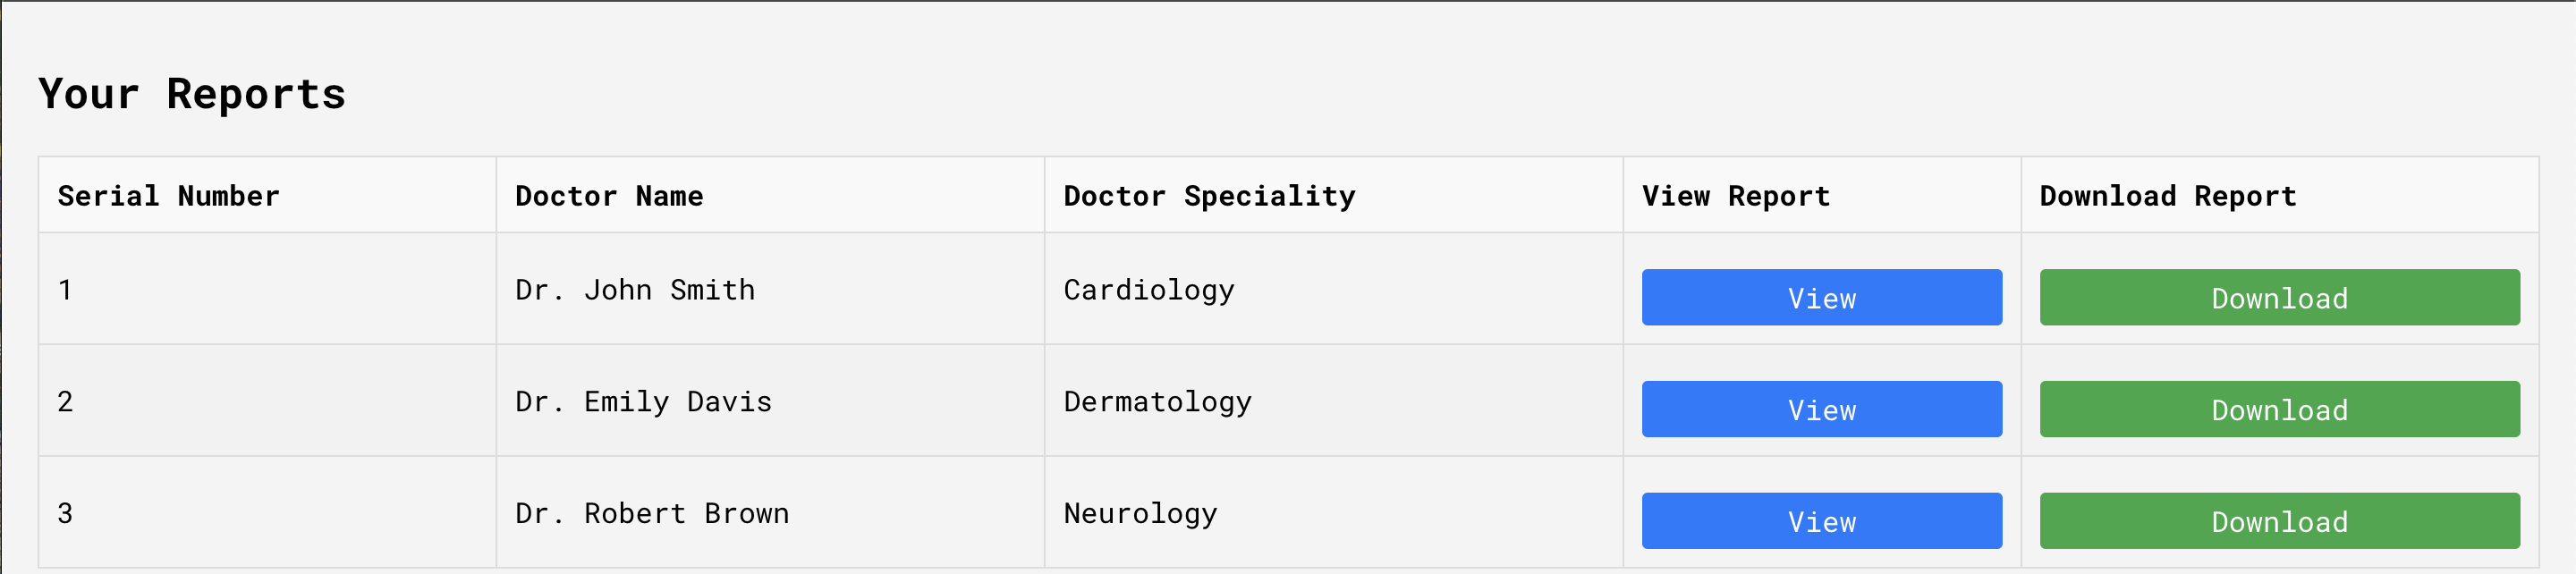 Your Reports
Serial Number Doctor Name Doctor Speciality View Report Download Report
1 Dr. John Smith Cardiology View Download
2 Dr. Emily Davis Dermatology View Download
3 Dr. Robert Brown Neurology View Download